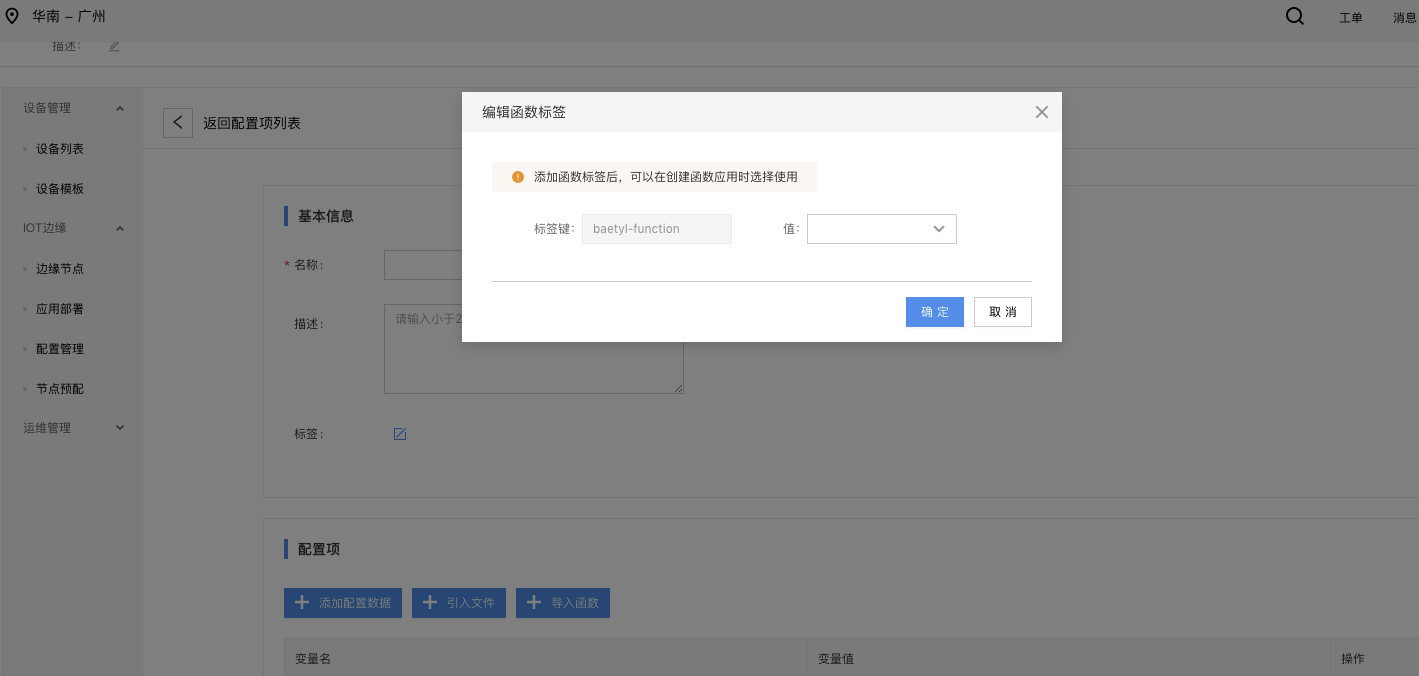 华南 - 广州
工单
消息
描述：
设备管理
设备列表
设备模板
IOT边缘
边缘节点
应用部署
配置管理
节点预配
运维管理
返回配置项列表
基本信息
* 名称：
描述：
请输入小于2
标签：
编辑函数标签
添加函数标签后，可以在创建函数应用时选择使用
标签键： baetyl-function 值：
确 定
取 消
配置项
添加配置数据
引入文件
导入函数
变量名
变量值
操作